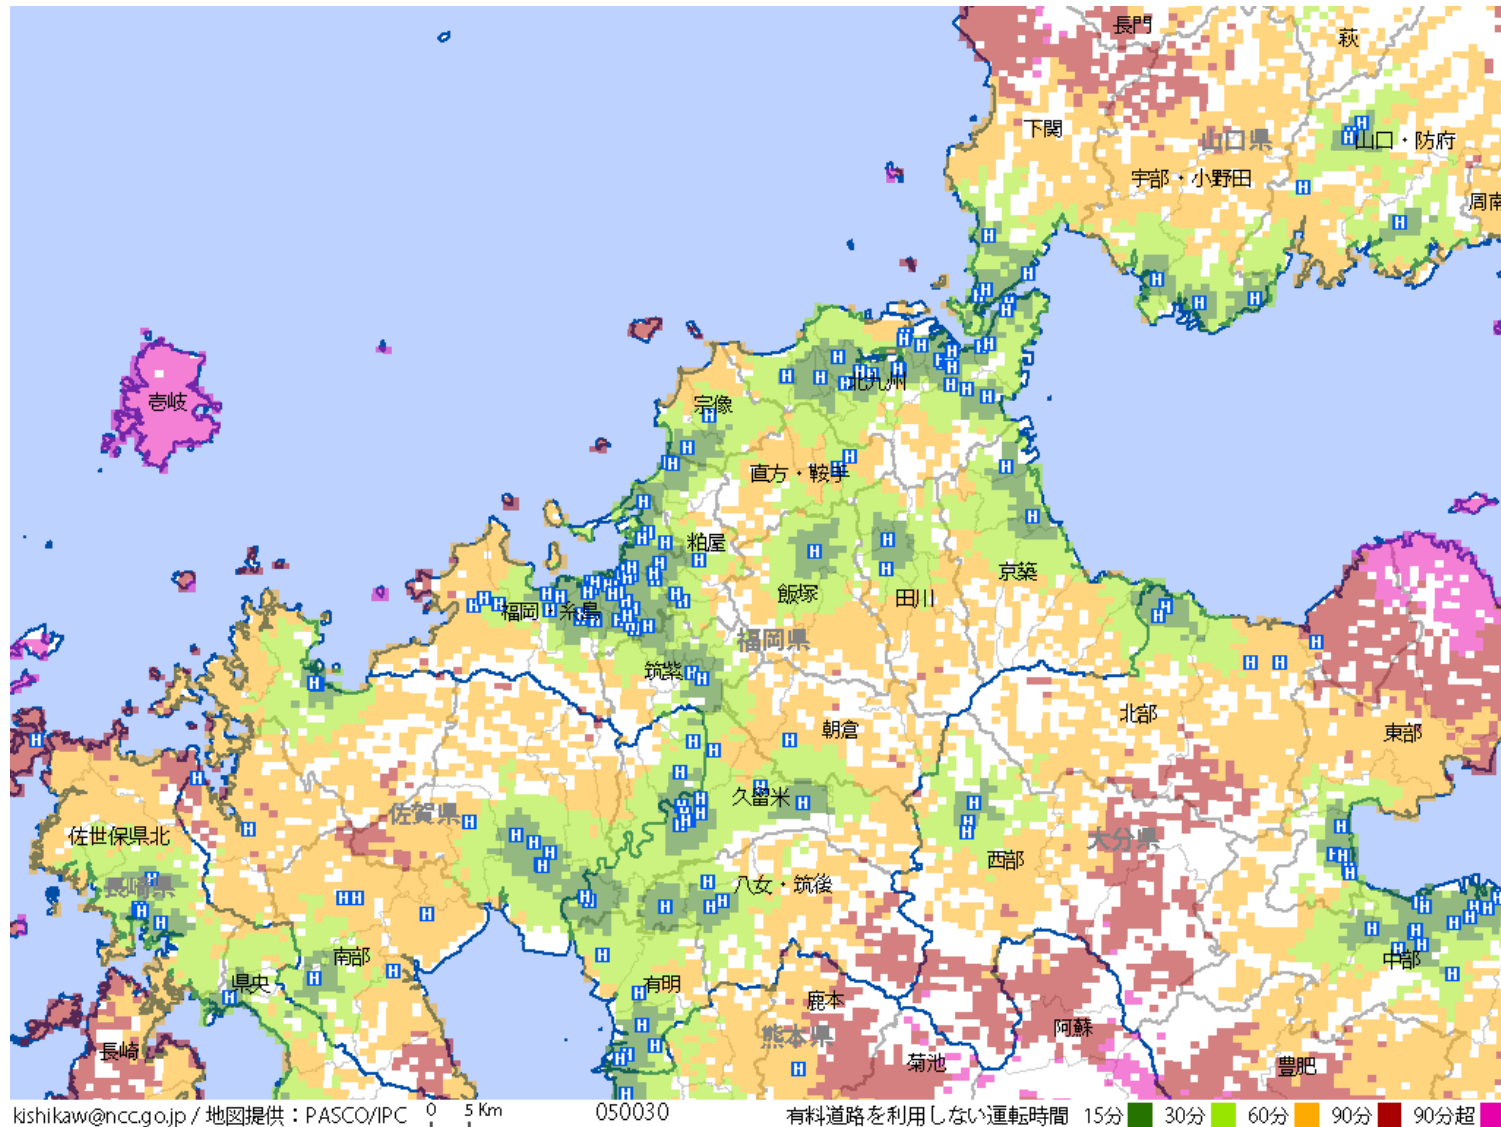 長門
萩
下関
山口県
山口・防府
宇部・小野田
周南
壱岐
北九州
宗像
直方・鞍手
粕屋
京築
飯塚
田川
福岡・糸島
福岡県
筑紫
北部
朝倉
東部
久留米
佐賀県
佐世保県北
大分県
西部
長崎県
八女・筑後
南部
中部
県央
有明
鹿本
熊本県
阿蘇
長崎
菊池
豊肥
kishikaw@ncc.go.jp / 地図提供：PASCO/IPC 0 5 Km 050030 有料道路を利用しない運転時間 15分 30分 60分 90分 90分超